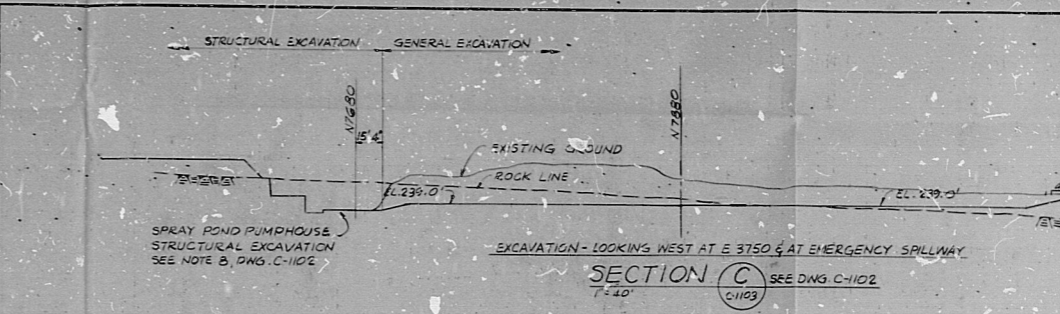 STRUCTURAL EXCAVATION
GENERAL EXCAVATION
N7680
15'4"
N7880
EXISTING GROUND
ROCK LINE
EL. 239.0'
EL. 239.0'
SPRAY POND PUMPHOUSE
STRUCTURAL EXCAVATION
SEE NOTE 8, DWG. C-1102
EXCAVATION - LOOKING WEST AT E 3750 & AT EMERGENCY SPILLWAY
SECTION C SEE DWG. C-1102
1"=40' C-1103